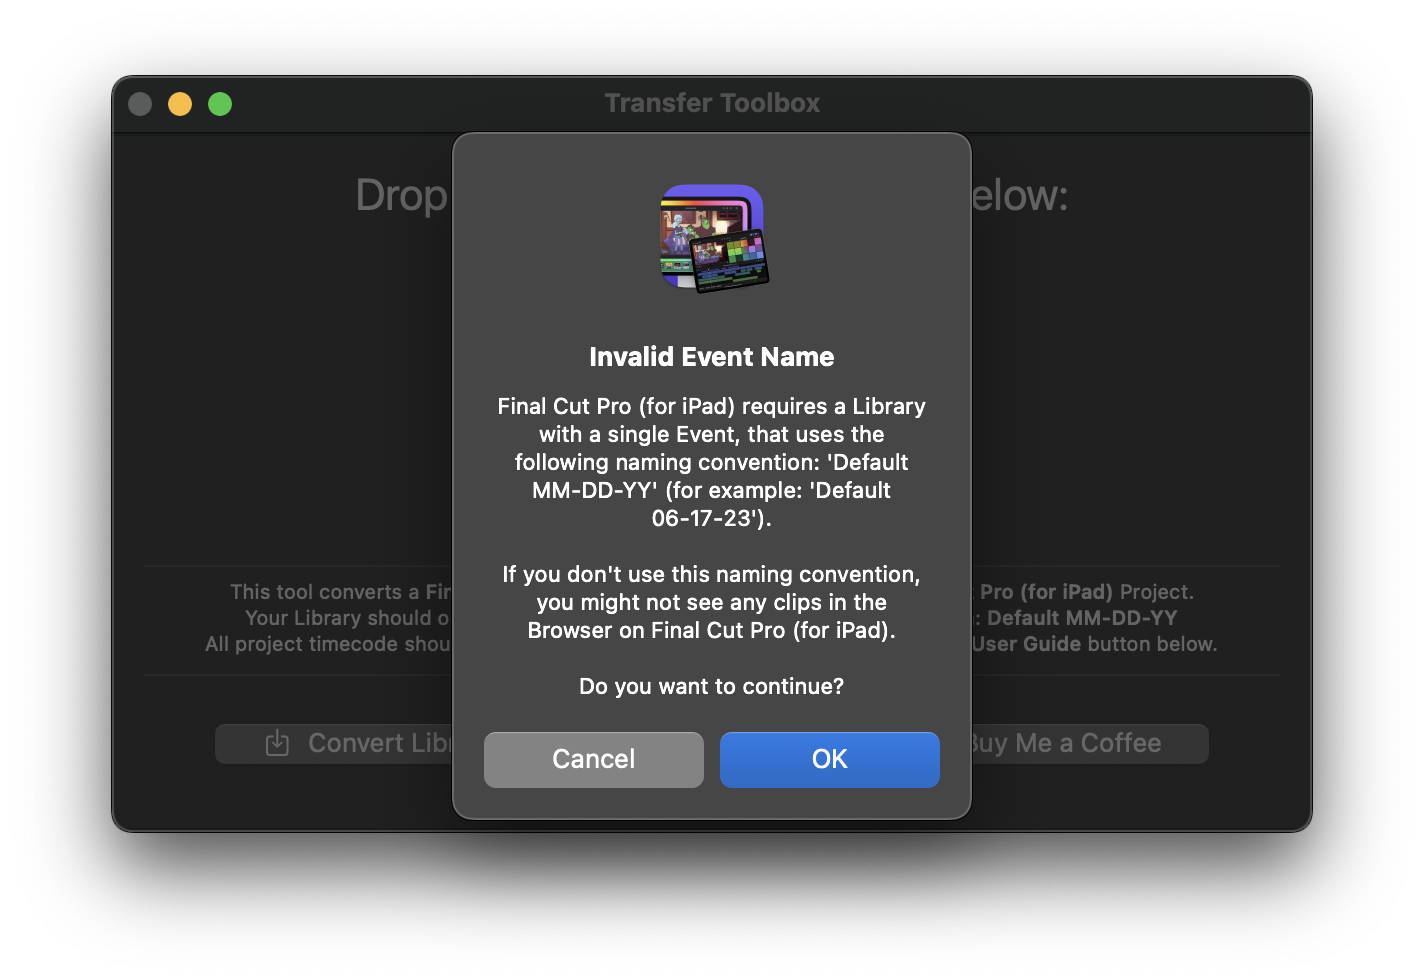 Transfer Toolbox
Drop elow:
Invalid Event Name
Final Cut Pro (for iPad) requires a Library
with a single Event, that uses the
following naming convention: 'Default
MM-DD-YY' (for example: 'Default
06-17-23').
If you don't use this naming convention,
you might not see any clips in the
Browser on Final Cut Pro (for iPad).
Do you want to continue?
Cancel
OK
This tool converts a Fin Pro (for iPad) Project.
Your Library should o : Default MM-DD-YY
All project timecode shou User Guide button below.
Convert Libr
Buy Me a Coffee